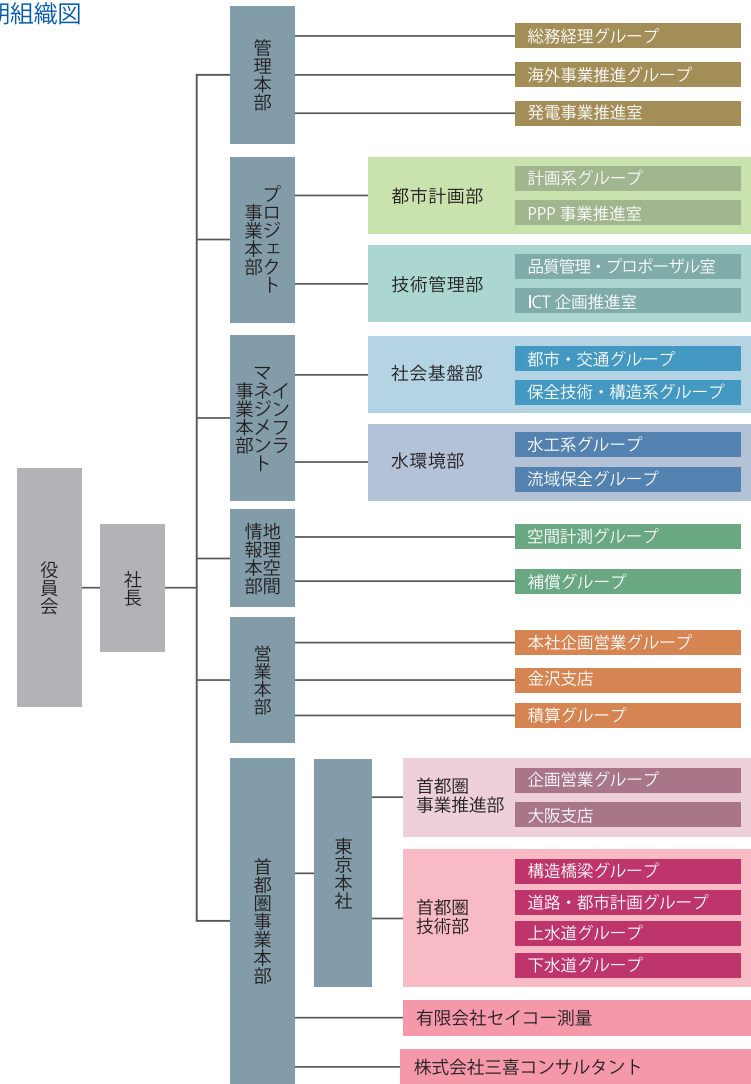 期組織図
役員会
社長
管理本部
総務経理グループ
海外事業推進グループ
発電事業推進室
プロジェクト
事業本部
都市計画部
計画系グループ
PPP 事業推進室
技術管理部
品質管理・プロポーザル室
ICT 企画推進室
インフラ
マネジメント
事業本部
社会基盤部
都市・交通グループ
保全技術・構造系グループ
水環境部
水工系グループ
流域保全グループ
地理空間
情報本部
空間計測グループ
補償グループ
営業本部
本社企画営業グループ
金沢支店
積算グループ
首都圏事業本部
東京本社
首都圏
事業推進部
企画営業グループ
大阪支店
首都圏
技術部
構造橋梁グループ
道路・都市計画グループ
上水道グループ
下水道グループ
有限会社セイコー測量
株式会社三喜コンサルタント